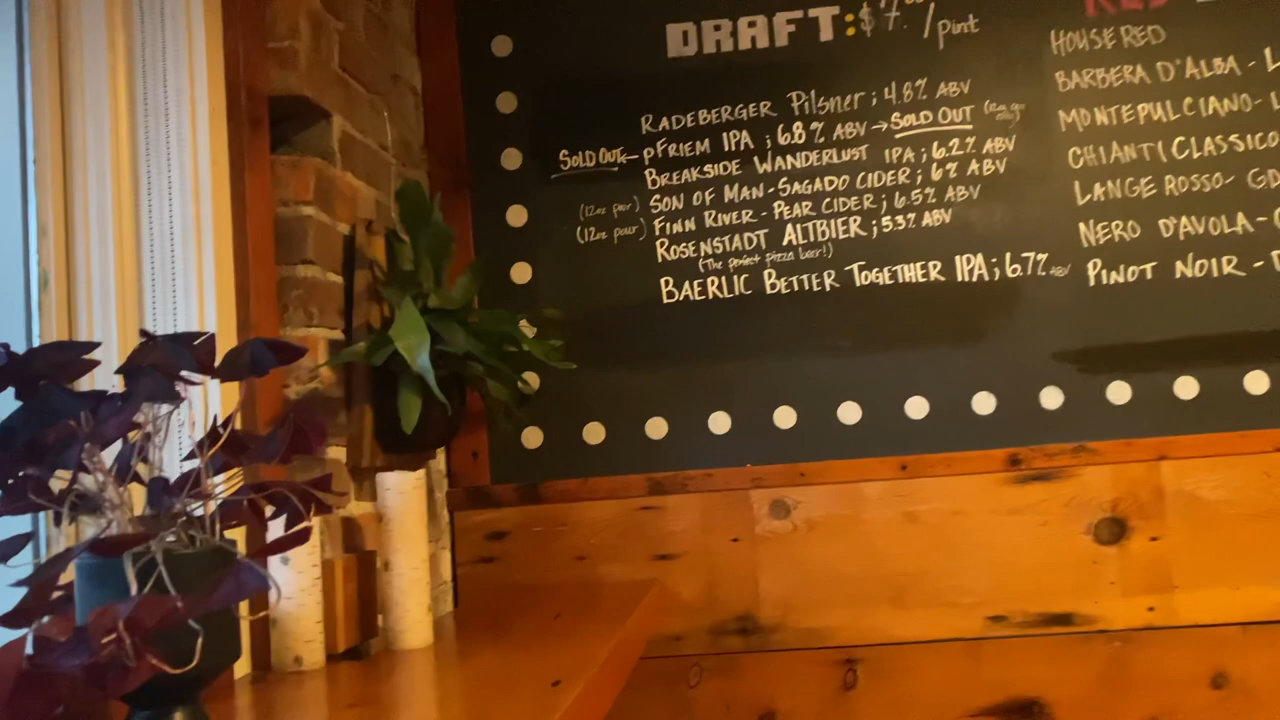 DRAFT: $7. /pint
RADEBERGER Pilsner; 4.8% ABV
SOLD OUT← pFRIEM IPA; 6.8% ABV →SOLD OUT
BREAKSIDE WANDERLUST IPA; 6.2% ABV
(12oz pour) SON OF MAN-SAGADO CIDER; 6% ABV
(12oz pour) FINN RIVER - PEAR CIDER; 6.5% ABV
ROSENSTADT ALTBIER; 5.3% ABV
(The perfect pizza beer!)
BAERLIC BETTER TOGETHER IPA; 6.7% ABV
HOUSE RED
BARBERA D'ALBA -
MONTEPULCIANO-
CHIANTI CLASSICO
LANGE ROSSO-
NERO D'AVOLA-
PINOT NOIR -